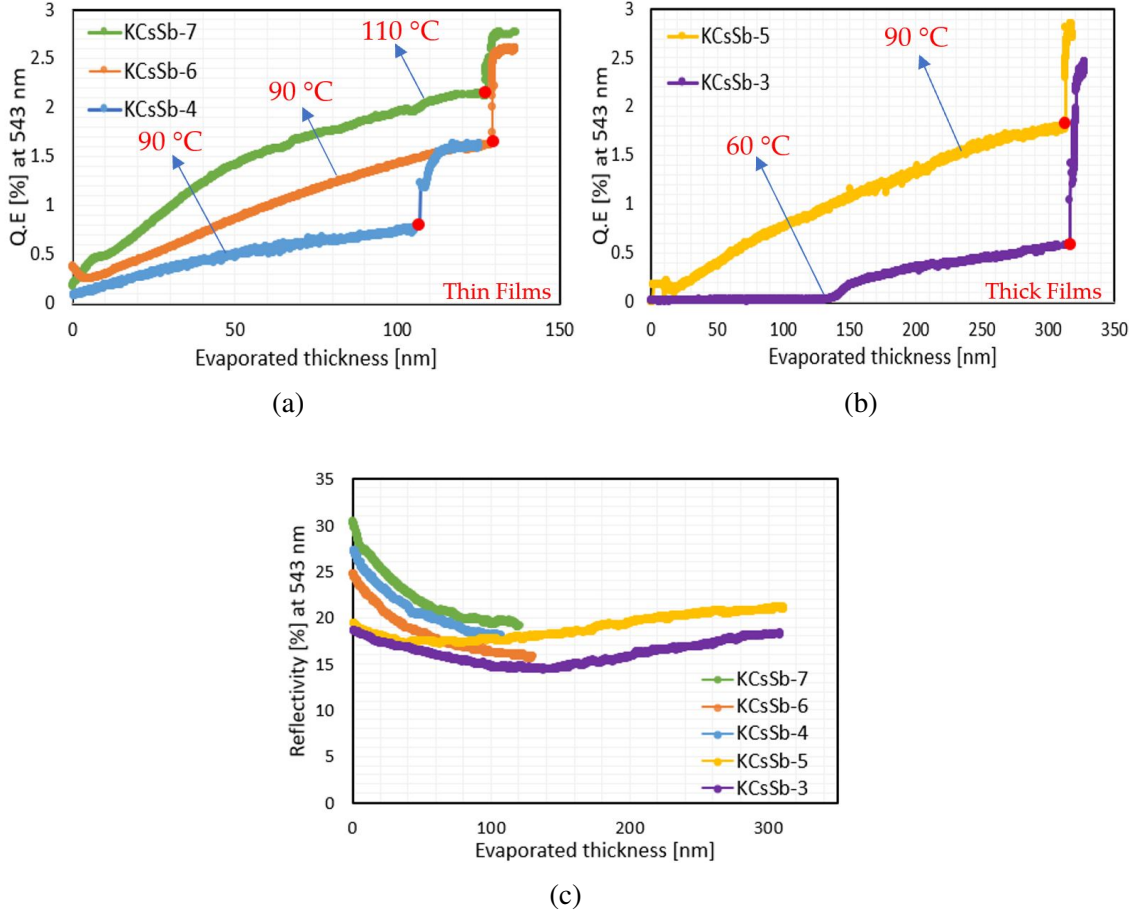 Q.E [%] at 543 nm
3
2.5
2
1.5
1
0.5
0
KCsSb-7
KCsSb-6
KCsSb-4
110 °C
90 °C
90 °C
Thin Films
0 50 100 150
Evaporated thickness [nm]
(a)
Q.E [%] at 543 nm
3
2.5
2
1.5
1
0.5
0
KCsSb-5
KCsSb-3
90 °C
60 °C
Thick Films
0 50 100 150 200 250 300 350
Evaporated thickness [nm]
(b)
Reflectivity [%] at 543 nm
35
30
25
20
15
10
5
0
KCsSb-7
KCsSb-6
KCsSb-4
KCsSb-5
KCsSb-3
0 100 200 300
Evaporated thickness [nm]
(c)